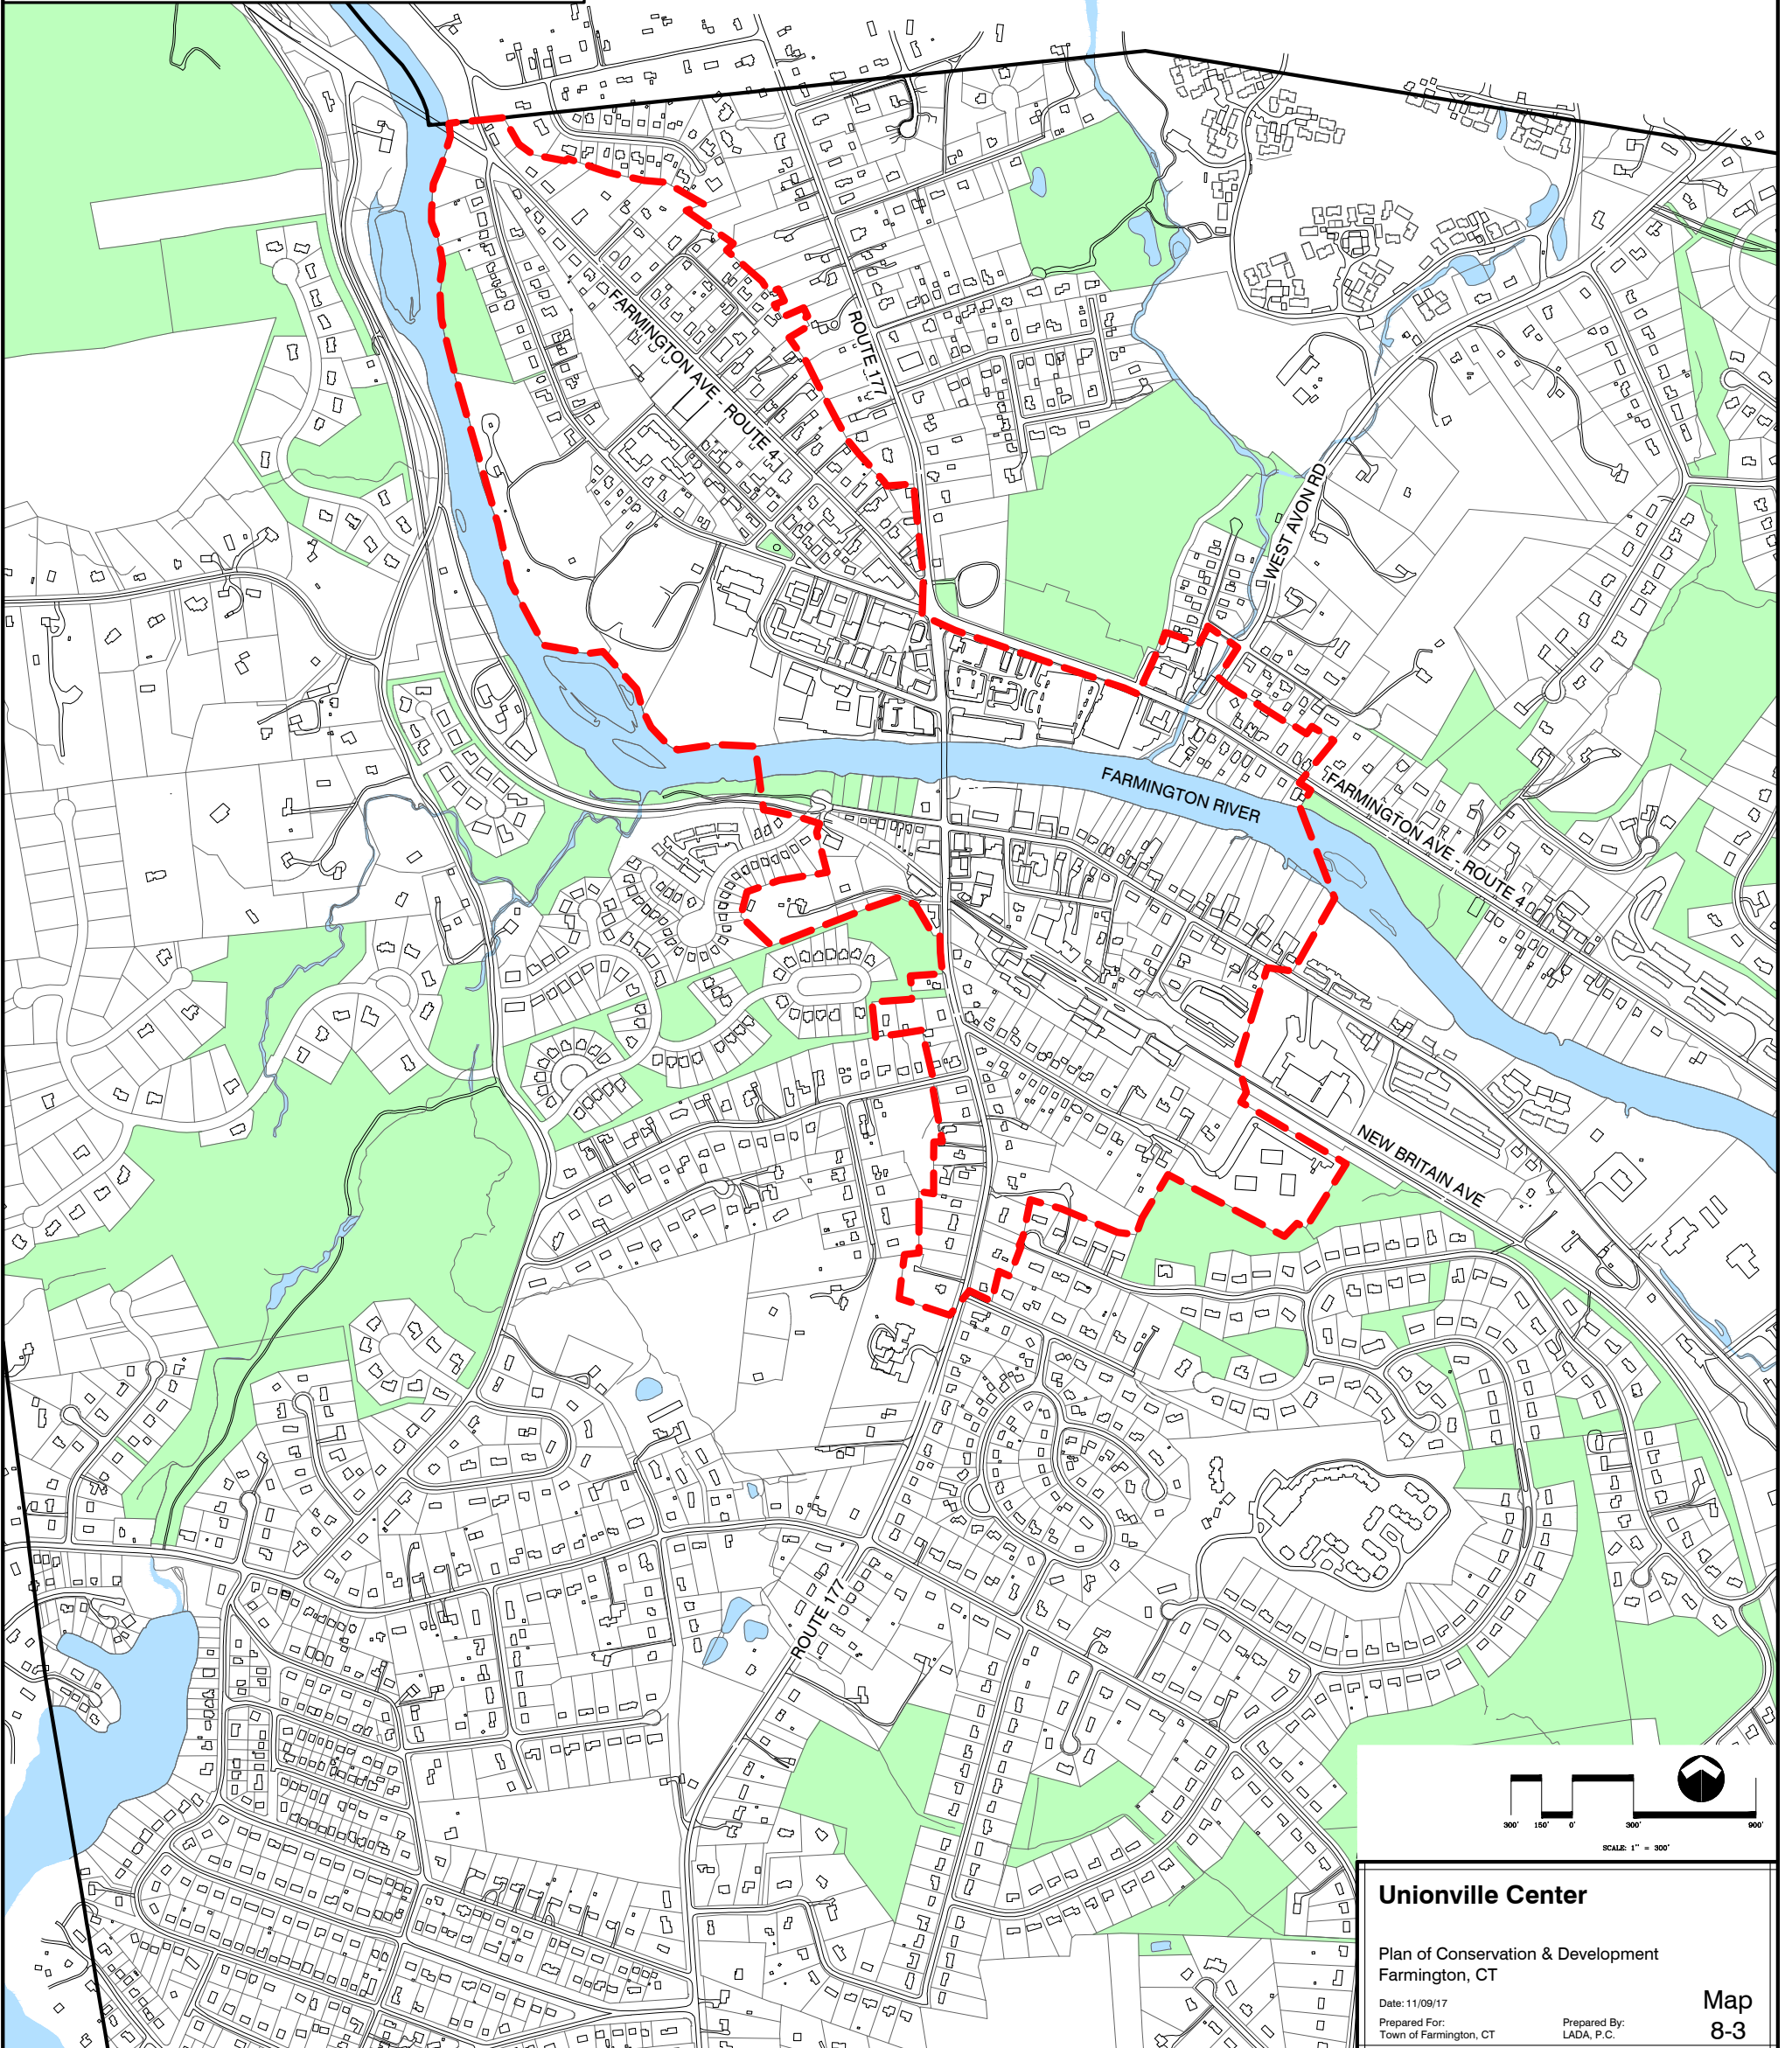 FARMINGTON AVE - ROUTE 4
ROUTE 177
WEST AVON RD
FARMINGTON RIVER
FARMINGTON AVE - ROUTE 4
NEW BRITAIN AVE
ROUTE 177
300' 150' 0' 300' 900'
SCALE: 1" = 300'
Unionville Center
Plan of Conservation & Development
Farmington, CT
Date: 11/09/17
Prepared For:
Town of Farmington, CT
Prepared By:
LADA, P.C.
Map
8-3